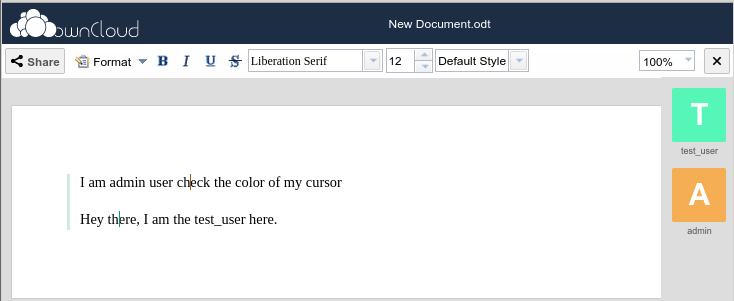 ownCloud
New Document.odt
Share Format B I U S Liberation Serif 12 Default Style 100%
T
test_user
A
admin
I am admin user check the color of my cursor
Hey there, I am the test_user here.